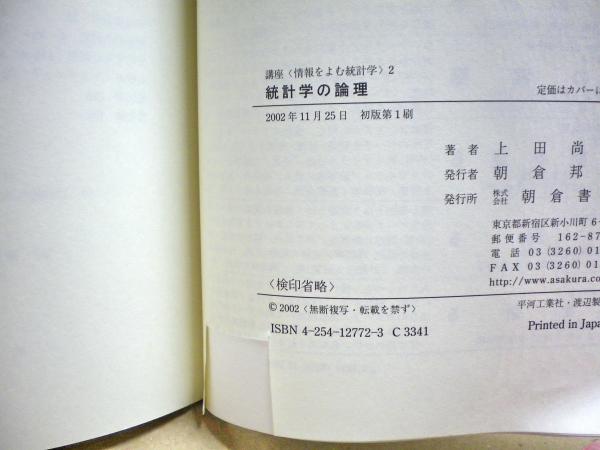 講座〈情報をよむ統計学〉2
統計学の論理
定価はカバーに
2002年11月25日 初版第1刷
著者 上田尚
発行者 朝倉邦
発行所 株式会社 朝倉書
東京都新宿区新小川町6-
郵便番号 162-87
電話 03(3260)01
FAX 03(3260)01
http://www.asakura.co
〈検印省略〉
©2002〈無断複写・転載を禁ず〉
平河工業社・渡辺製
ISBN 4-254-12772-3 C 3341
Printed in Japa